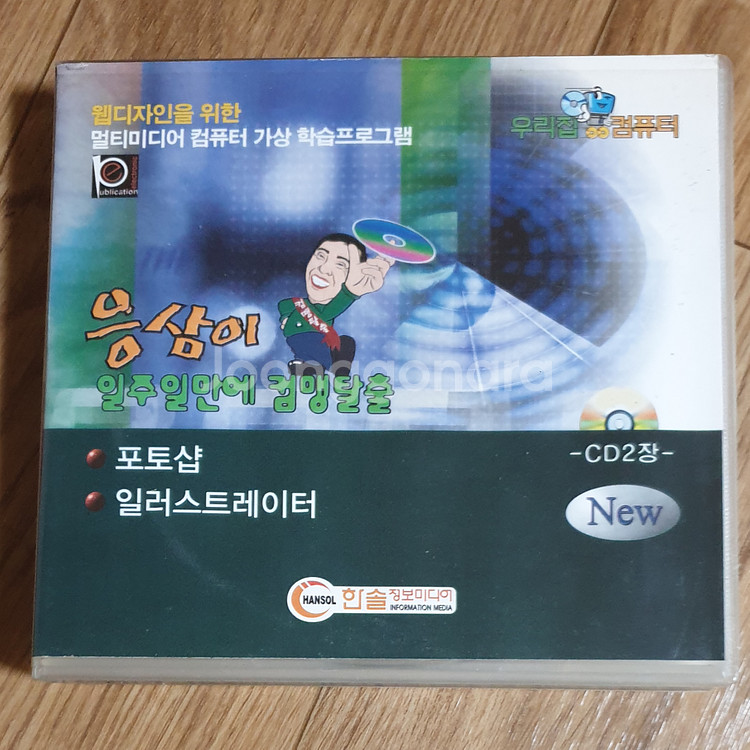 웹디자인을 위한
멀티미디어 컴퓨터 가상 학습프로그램
우리집
컴퓨터
e
electronic
publication
응삼이
일주일만에 컴맹탈출
joonggonara
포토샵
일러스트레이터
-CD2장-
New
HANSOL 한솔 정보미디어
INFORMATION MEDIA